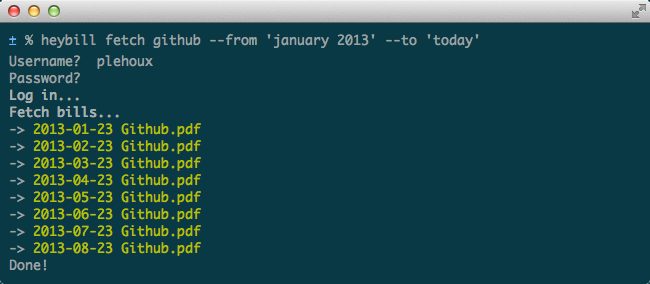 ± % heybill fetch github --from 'january 2013' --to 'today'
Username?  plehoux
Password?
Log in...
Fetch bills...
-> 2013-01-23 Github.pdf
-> 2013-02-23 Github.pdf
-> 2013-03-23 Github.pdf
-> 2013-04-23 Github.pdf
-> 2013-05-23 Github.pdf
-> 2013-06-23 Github.pdf
-> 2013-07-23 Github.pdf
-> 2013-08-23 Github.pdf
Done!